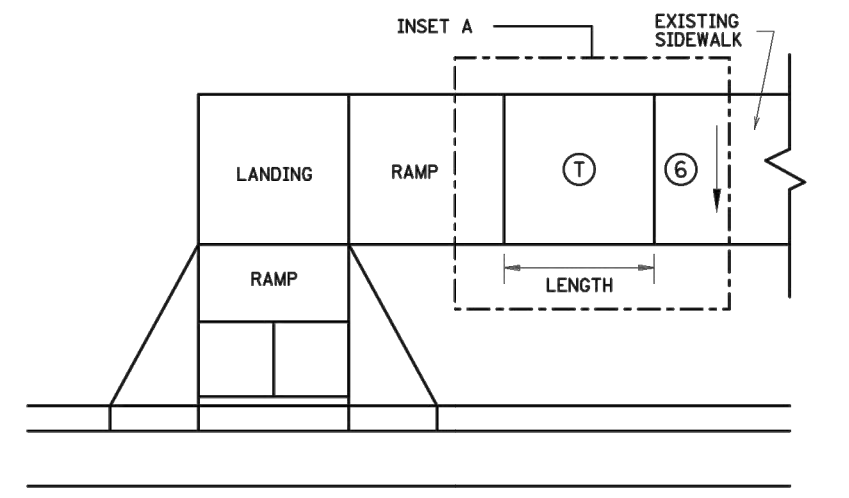 INSET A
EXISTING
SIDEWALK
LANDING
RAMP
T
6
RAMP
LENGTH